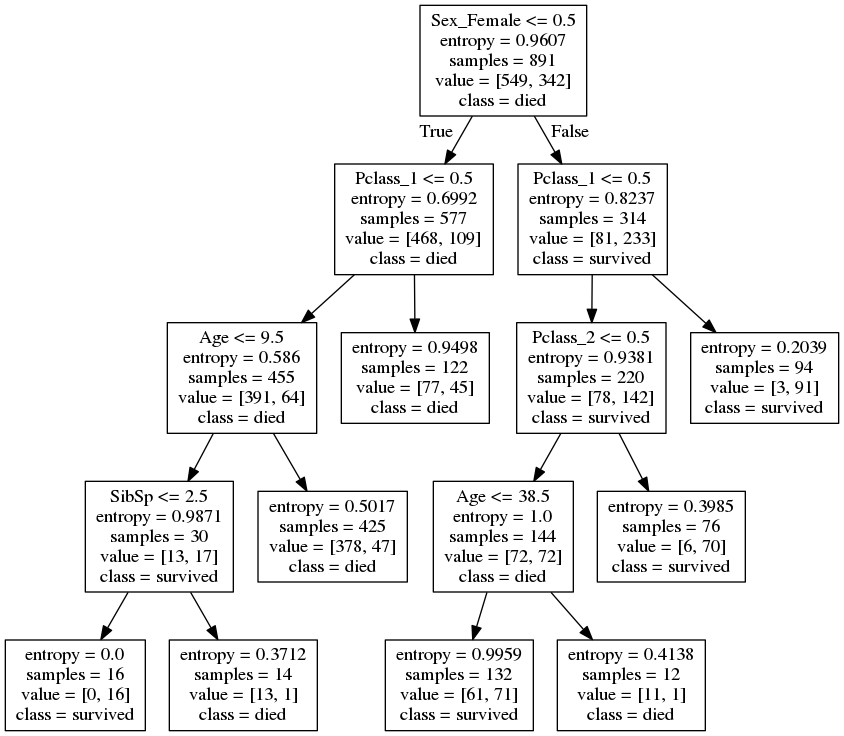 Sex_Female <= 0.5
entropy = 0.9607
samples = 891
value = [549, 342]
class = died
True
False
Pclass_1 <= 0.5
entropy = 0.6992
samples = 577
value = [468, 109]
class = died
Pclass_1 <= 0.5
entropy = 0.8237
samples = 314
value = [81, 233]
class = survived
Age <= 9.5
entropy = 0.586
samples = 455
value = [391, 64]
class = died
entropy = 0.9498
samples = 122
value = [77, 45]
class = died
Pclass_2 <= 0.5
entropy = 0.9381
samples = 220
value = [78, 142]
class = survived
entropy = 0.2039
samples = 94
value = [3, 91]
class = survived
SibSp <= 2.5
entropy = 0.9871
samples = 30
value = [13, 17]
class = survived
entropy = 0.5017
samples = 425
value = [378, 47]
class = died
Age <= 38.5
entropy = 1.0
samples = 144
value = [72, 72]
class = died
entropy = 0.3985
samples = 76
value = [6, 70]
class = survived
entropy = 0.0
samples = 16
value = [0, 16]
class = survived
entropy = 0.3712
samples = 14
value = [13, 1]
class = died
entropy = 0.9959
samples = 132
value = [61, 71]
class = survived
entropy = 0.4138
samples = 12
value = [11, 1]
class = died